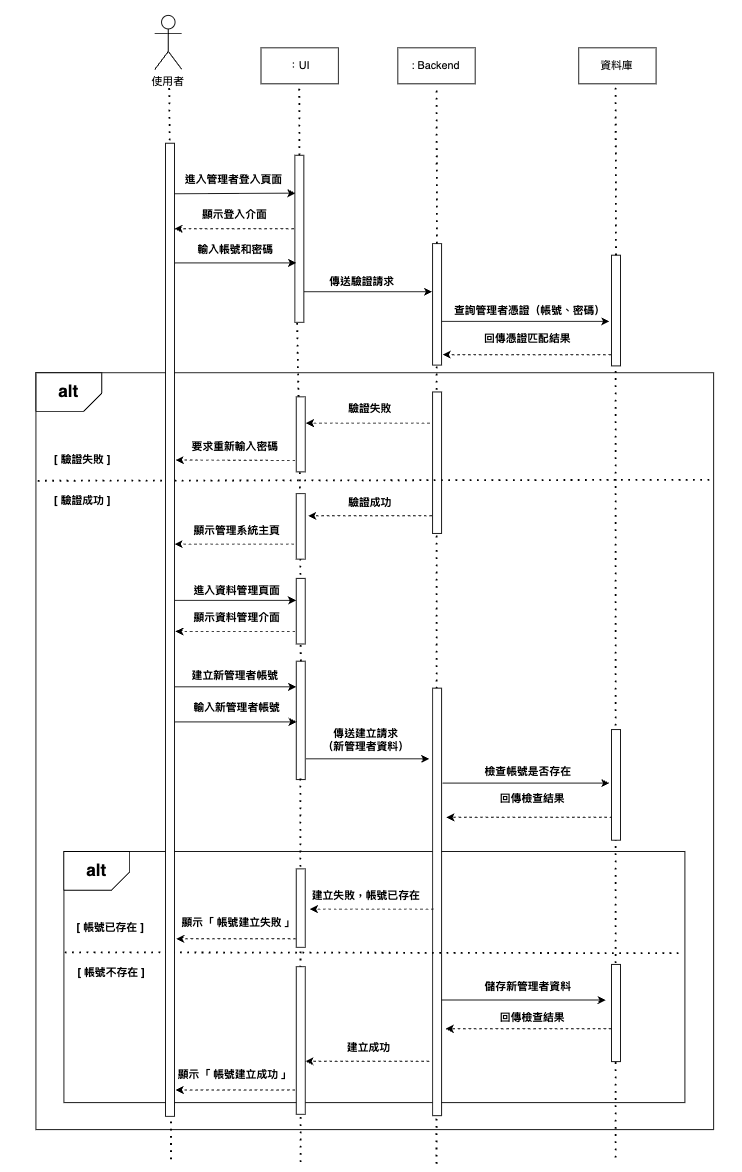 使用者
: UI
: Backend
資料庫
進入管理者登入頁面
顯示登入介面
輸入帳號和密碼
傳送驗證請求
查詢管理者憑證（帳號、密碼）
回傳憑證匹配結果
alt
驗證失敗
要求重新輸入密碼
[ 驗證失敗 ]
[ 驗證成功 ]
驗證成功
顯示管理系統主頁
進入資料管理頁面
顯示資料管理介面
建立新管理者帳號
輸入新管理者帳號
傳送建立請求
（新管理者資料）
檢查帳號是否存在
回傳檢查結果
alt
建立失敗，帳號已存在
顯示「 帳號建立失敗 」
[ 帳號已存在 ]
[ 帳號不存在 ]
儲存新管理者資料
回傳檢查結果
建立成功
顯示「 帳號建立成功 」